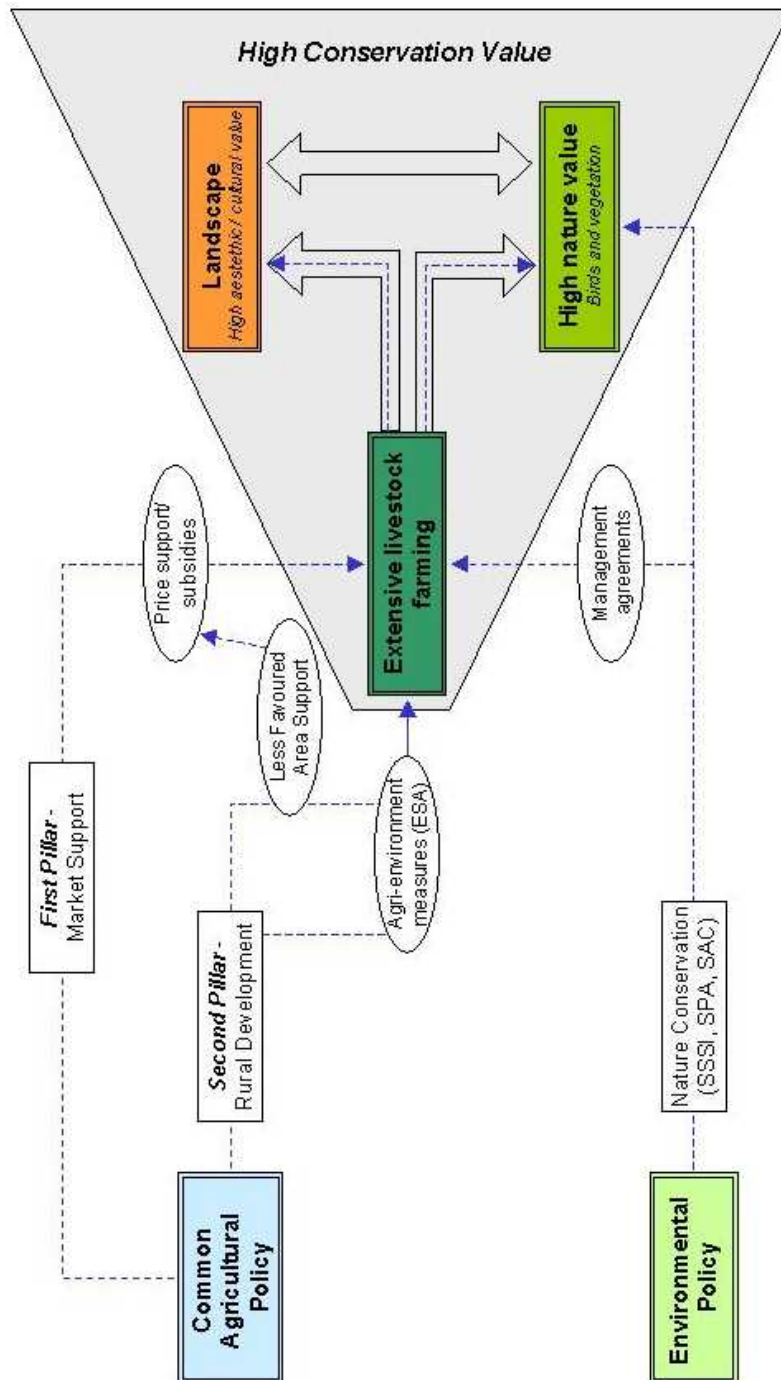 High Conservation Value
Landscape
High aestethic / cultural value
High nature value
Birds and vegetation
Extensive livestock
farming
Price support/
subsidies
Less Favoured
Area Support
Agri-environment
measures (ESA)
Management
agreements
First Pillar -
Market Support
Second Pillar -
Rural Development
Nature Conservation
(SSSI, SPA, SAC)
Common
Agricultural
Policy
Environmental
Policy